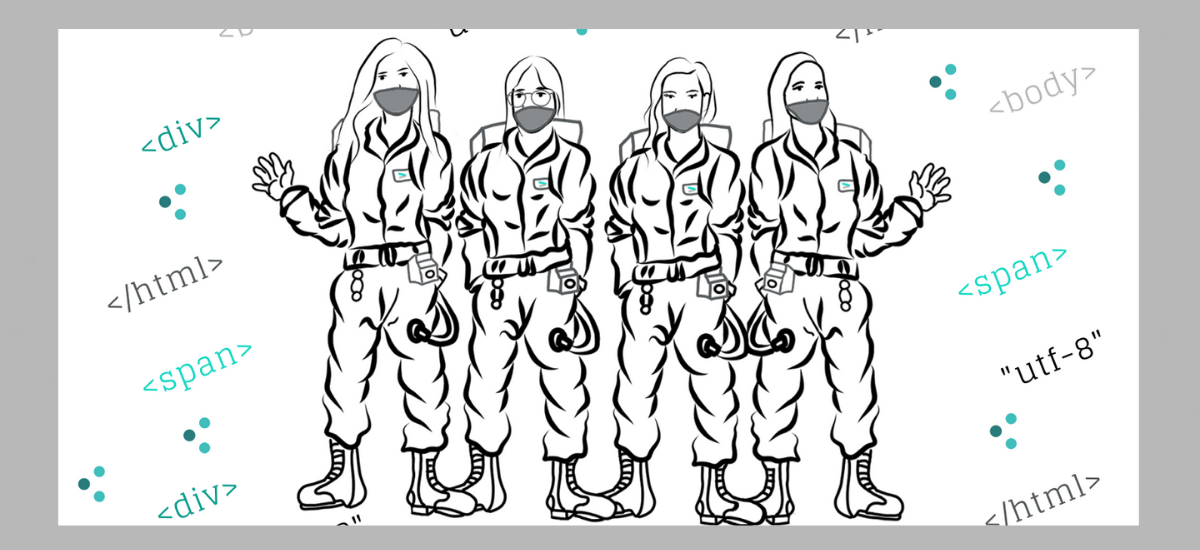 <div>
</html>
<span>
<div>
<body>
<span>
"utf-8"
</html>